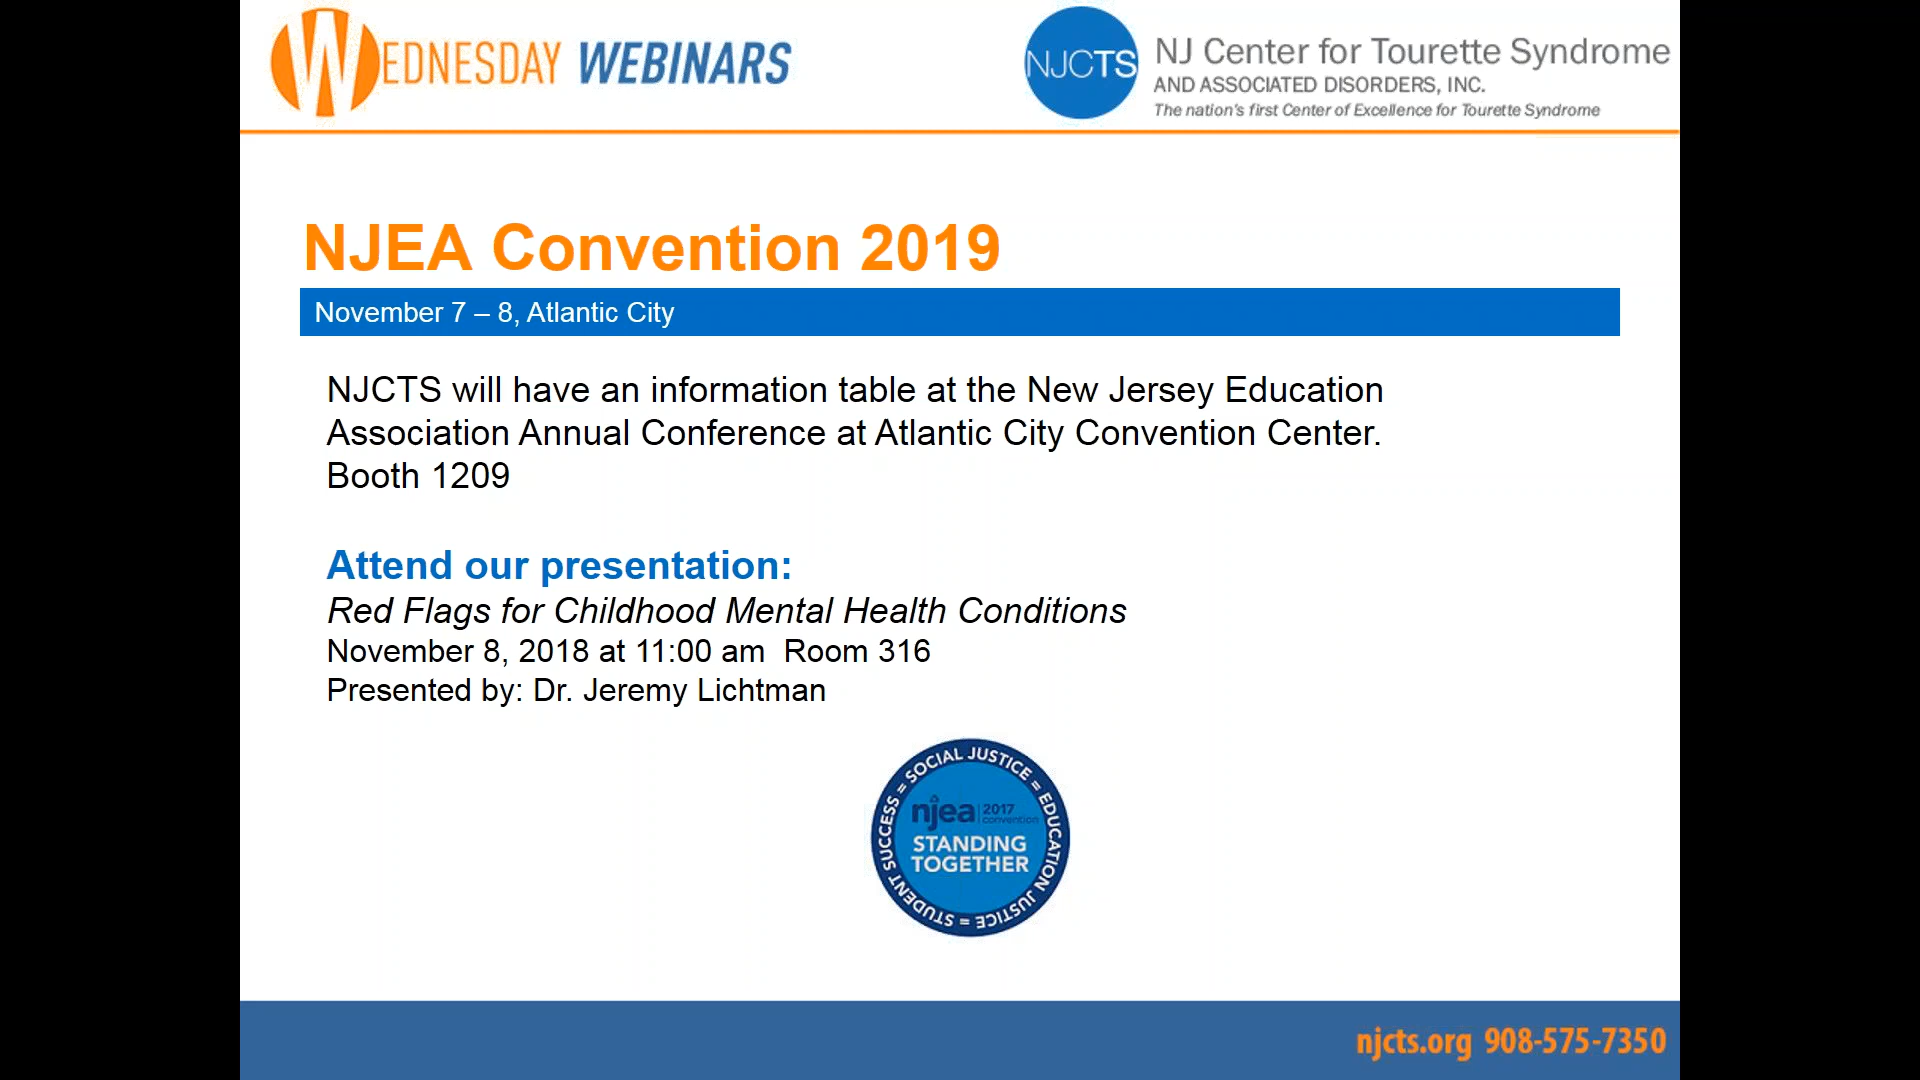 WEDNESDAY WEBINARS
NJCTS
NJ Center for Tourette Syndrome
AND ASSOCIATED DISORDERS, INC.
The nation's first Center of Excellence for Tourette Syndrome
NJEA Convention 2019
November 7 – 8, Atlantic City
NJCTS will have an information table at the New Jersey Education
Association Annual Conference at Atlantic City Convention Center.
Booth 1209
Attend our presentation:
Red Flags for Childhood Mental Health Conditions
November 8, 2018 at 11:00 am  Room 316
Presented by: Dr. Jeremy Lichtman
STUDENT SUCCESS = SOCIAL JUSTICE = EDUCATION JUSTICE =
njea 2017
convention
STANDING
TOGETHER
njcts.org 908-575-7350